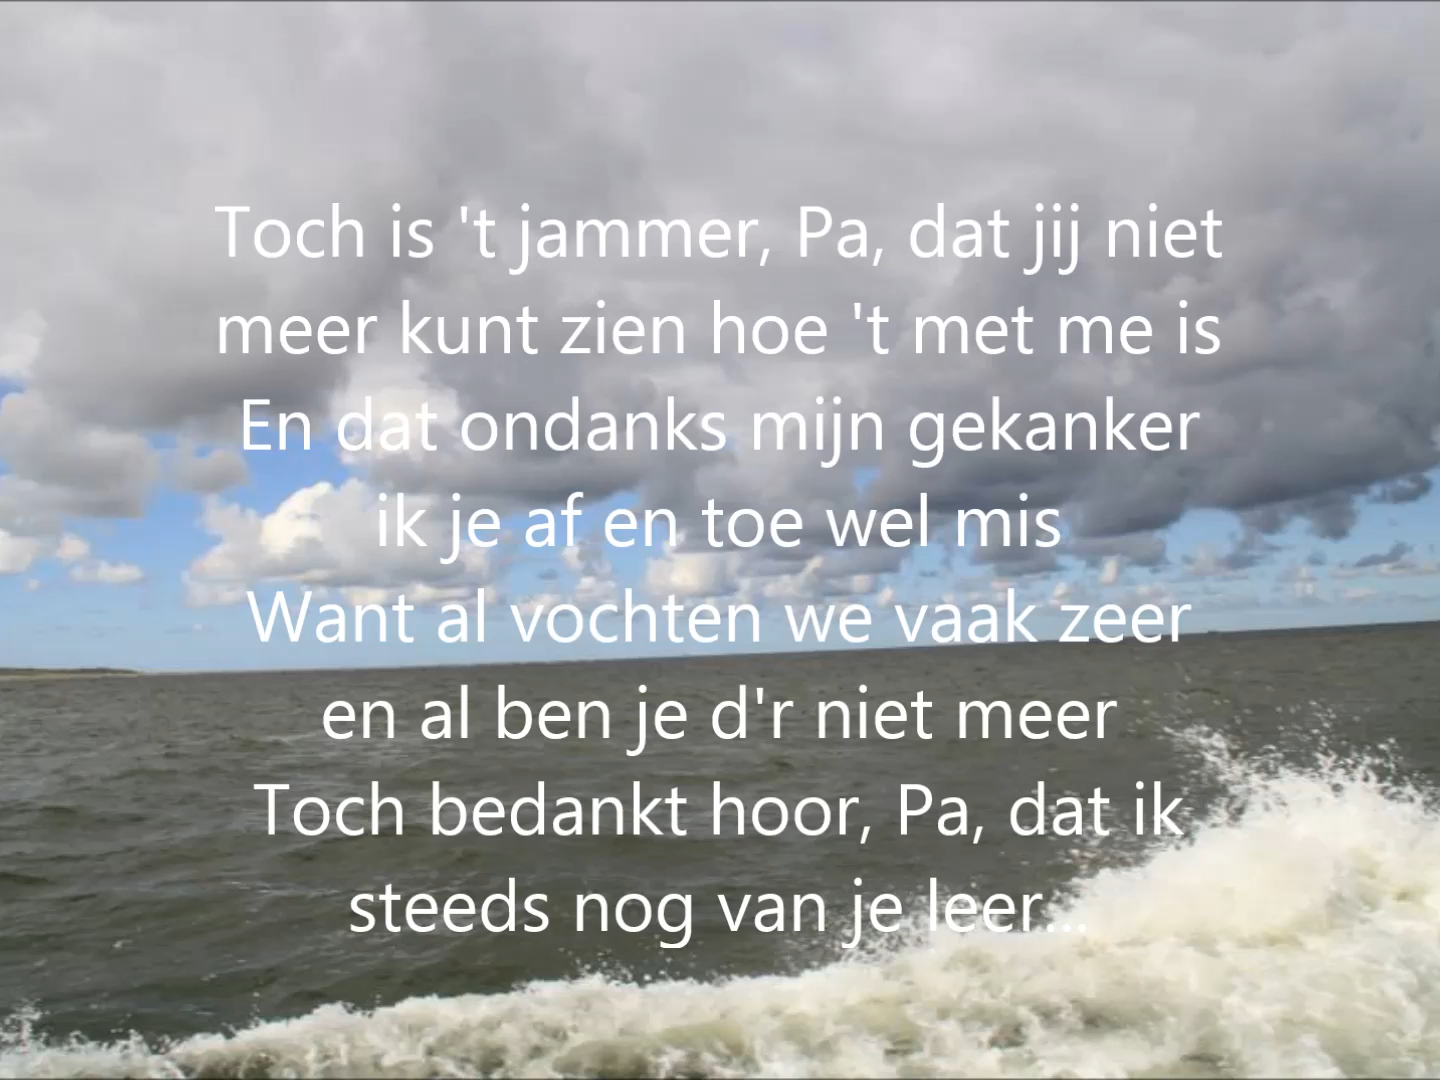 Toch is 't jammer, Pa, dat jij niet
meer kunt zien hoe 't met me is
En dat ondanks mijn gekanker
ik je af en toe wel mis
Want al vochten we vaak zeer
en al ben je d'r niet meer
Toch bedankt hoor, Pa, dat ik
steeds nog van je leer...